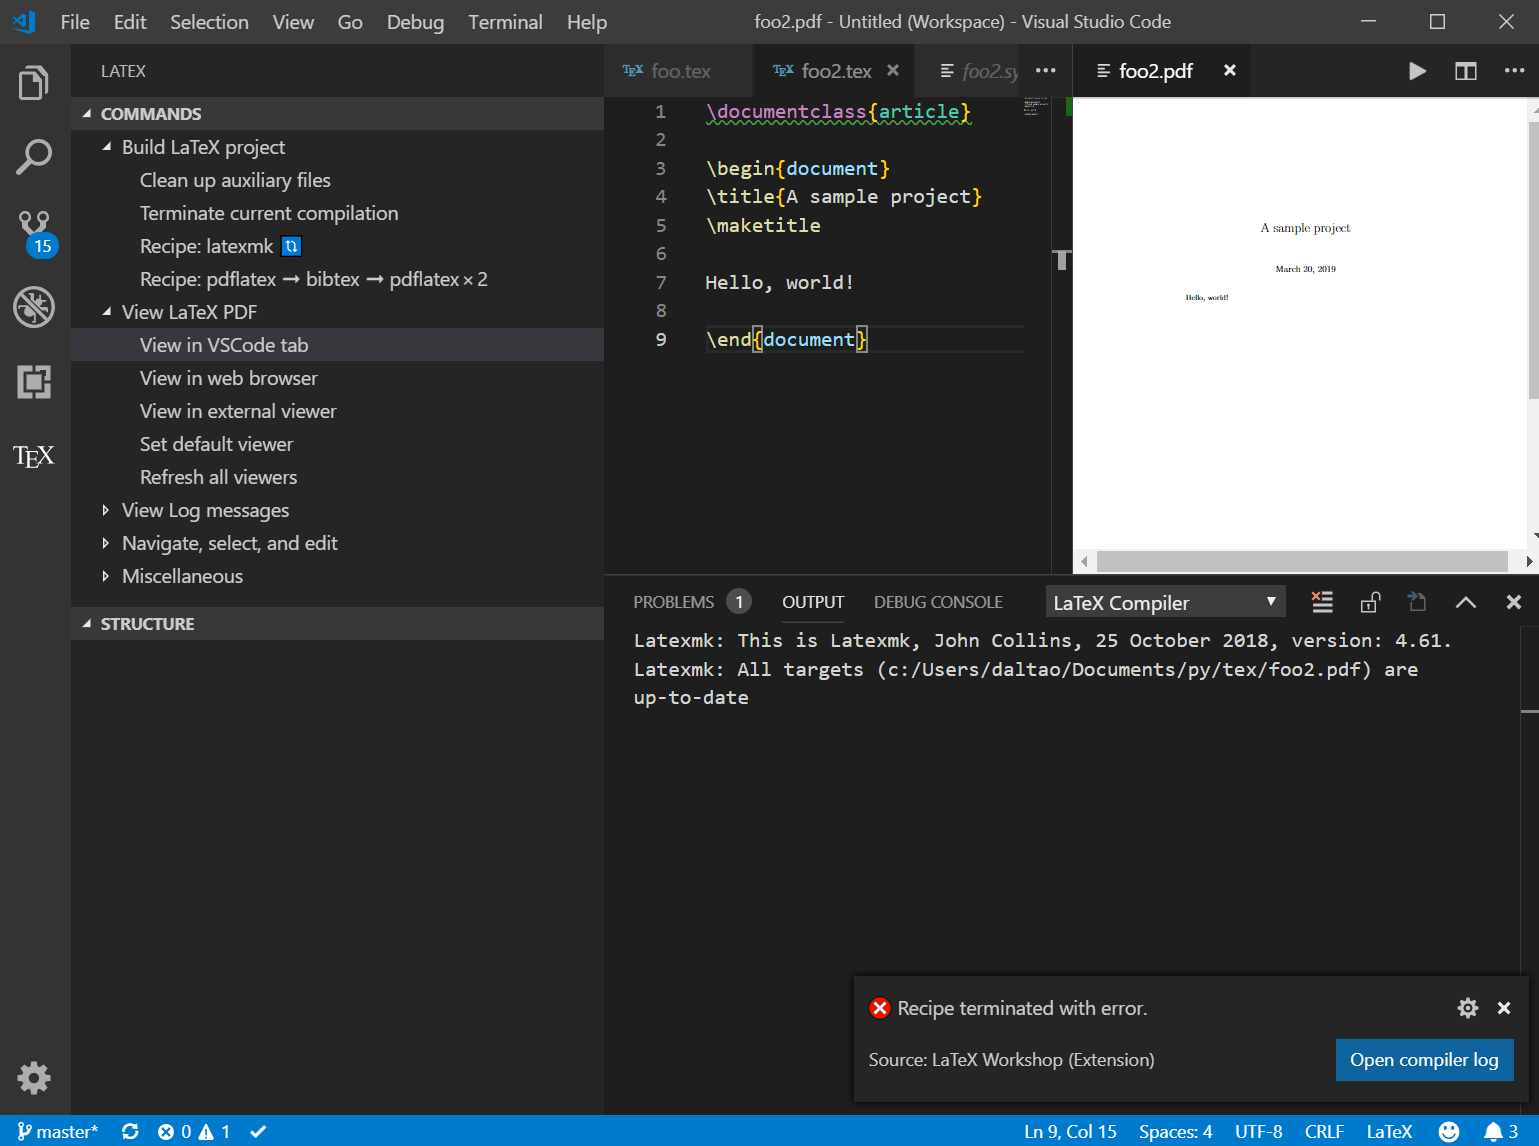 File Edit Selection View Go Debug Terminal Help
foo2.pdf - Untitled (Workspace) - Visual Studio Code
LATEX
COMMANDS
Build LaTeX project
Clean up auxiliary files
Terminate current compilation
Recipe: latexmk
Recipe: pdflatex ➞ bibtex ➞ pdflatex × 2
View LaTeX PDF
View in VSCode tab
View in web browser
View in external viewer
Set default viewer
Refresh all viewers
View Log messages
Navigate, select, and edit
Miscellaneous
STRUCTURE
15
TEX
TEX foo.tex
TEX foo2.tex
foo2.sy
foo2.pdf
1 \documentclass{article}
2
3 \begin{document}
4 \title{A sample project}
5 \maketitle
6
7 Hello, world!
8
9 \end{document}
A sample project
March 20, 2019
Hello, world!
PROBLEMS 1 OUTPUT DEBUG CONSOLE LaTeX Compiler
Latexmk: This is Latexmk, John Collins, 25 October 2018, version: 4.61.
Latexmk: All targets (c:/Users/daltao/Documents/py/tex/foo2.pdf) are
up-to-date
Recipe terminated with error.
Source: LaTeX Workshop (Extension)
Open compiler log
master* 0 1 Ln 9, Col 15 Spaces: 4 UTF-8 CRLF LaTeX 3